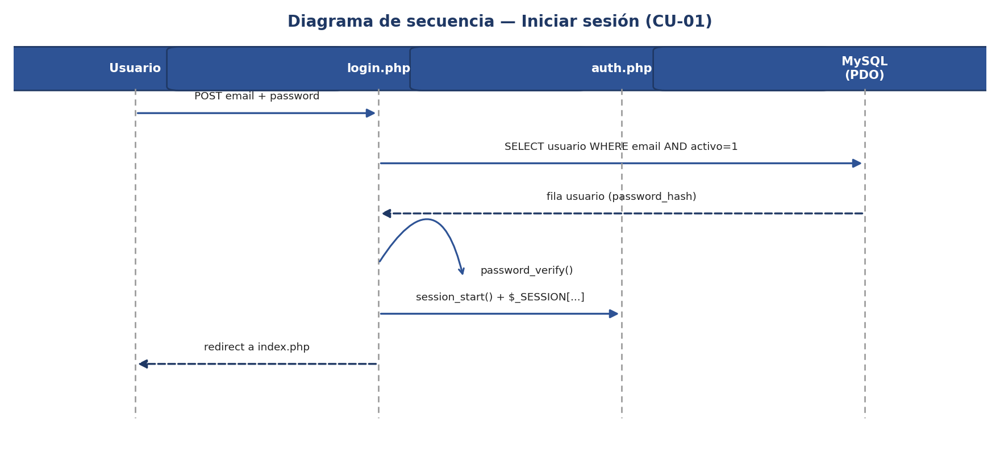 Diagrama de secuencia — Iniciar sesión (CU-01)
Usuario
login.php
auth.php
MySQL
(PDO)
POST email + password
SELECT usuario WHERE email AND activo=1
fila usuario (password_hash)
password_verify()
session_start() + $_SESSION[...]
redirect a index.php